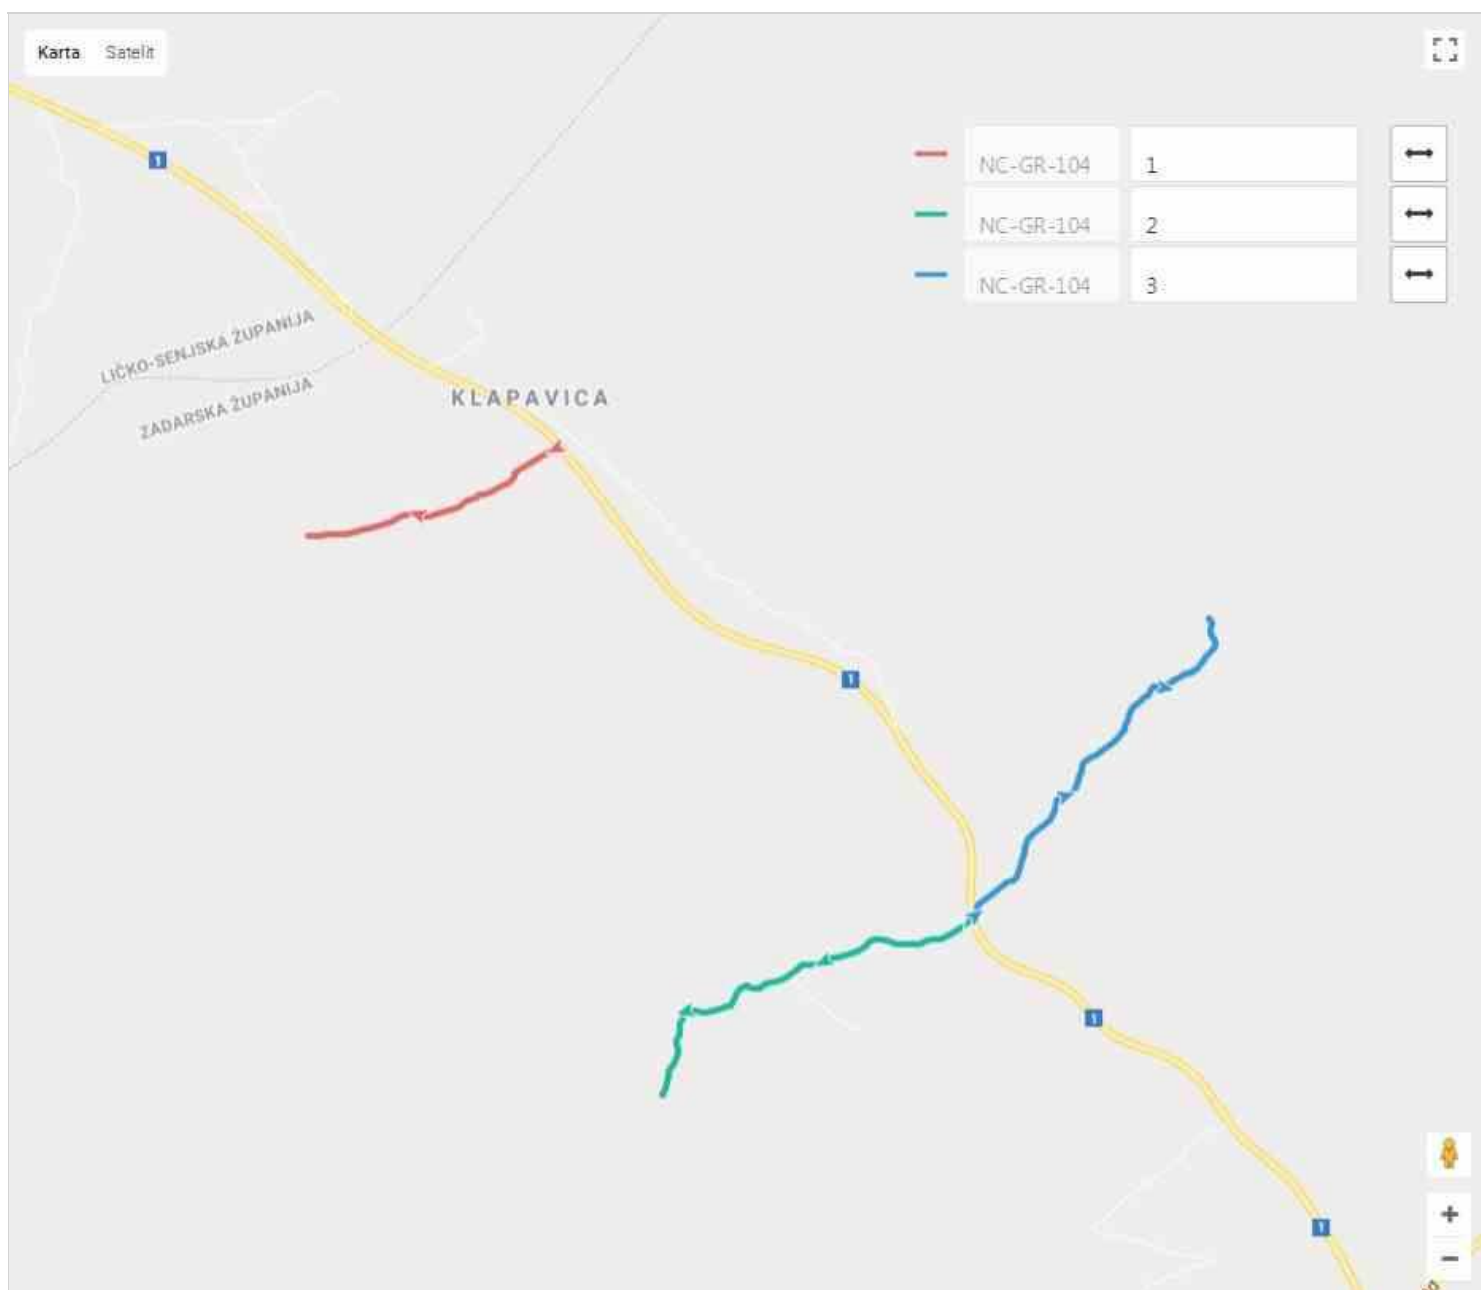 Karta Satelit
1
NC-GR-104 1
NC-GR-104 2
NC-GR-104 3
LIČKO-SENJSKA ŽUPANIJA
ZADARSKA ŽUPANIJA
KLAPAVICA
1
1
1